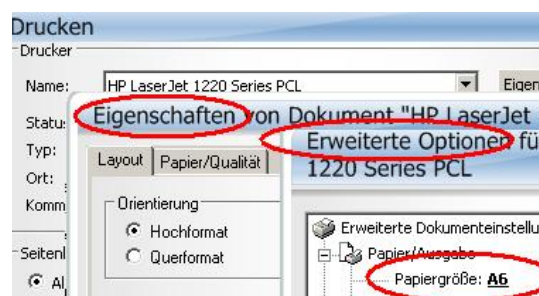 Drucken
Drucker
Name: HP LaserJet 1220 Series PCL Eigen
Statu:
Typ:
Ort:
Komm
Seitenl
Al
Eigenschaften von Dokument "HP LaserJet
Layout Papier/Qualität
Orientierung
Hochformat
Querformat
Erweiterte Optionen fü
1220 Series PCL
Erweiterte Dokumenteinstellu
Papier/Ausgabe
Papiergröße: A6